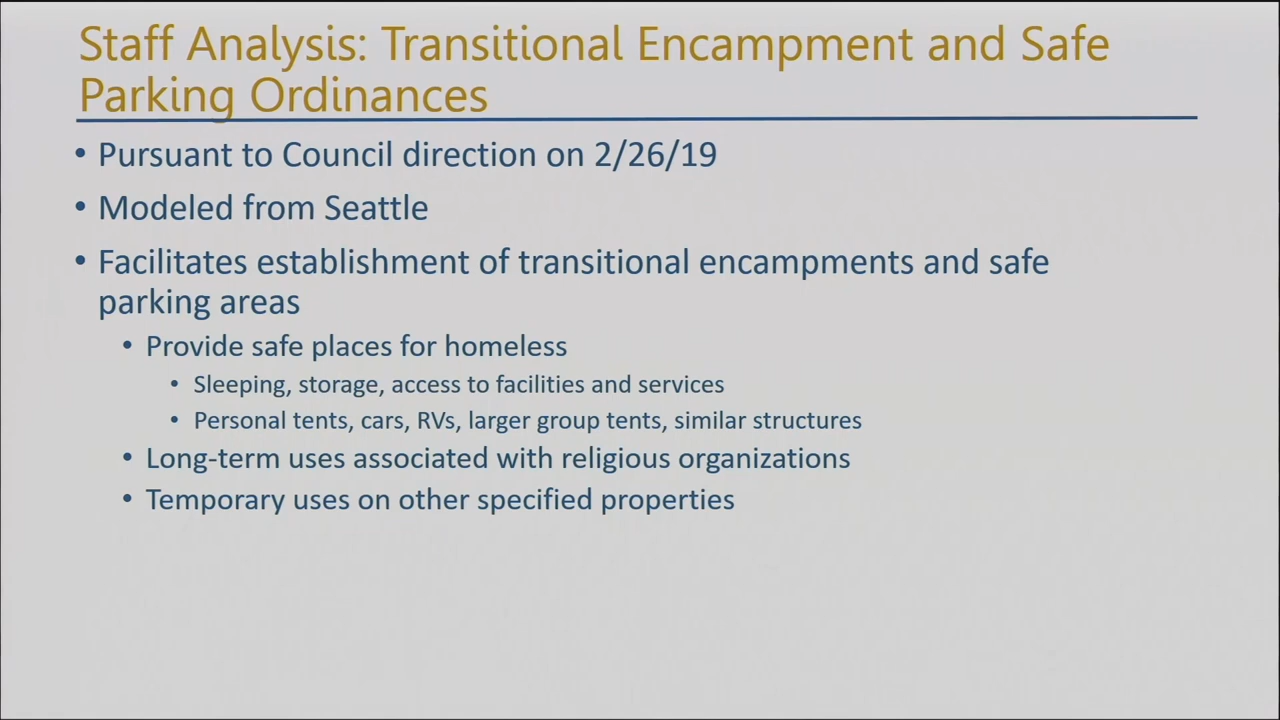 Staff Analysis: Transitional Encampment and Safe
Parking Ordinances
• Pursuant to Council direction on 2/26/19
• Modeled from Seattle
• Facilitates establishment of transitional encampments and safe
parking areas
• Provide safe places for homeless
• Sleeping, storage, access to facilities and services
• Personal tents, cars, RVs, larger group tents, similar structures
• Long-term uses associated with religious organizations
• Temporary uses on other specified properties